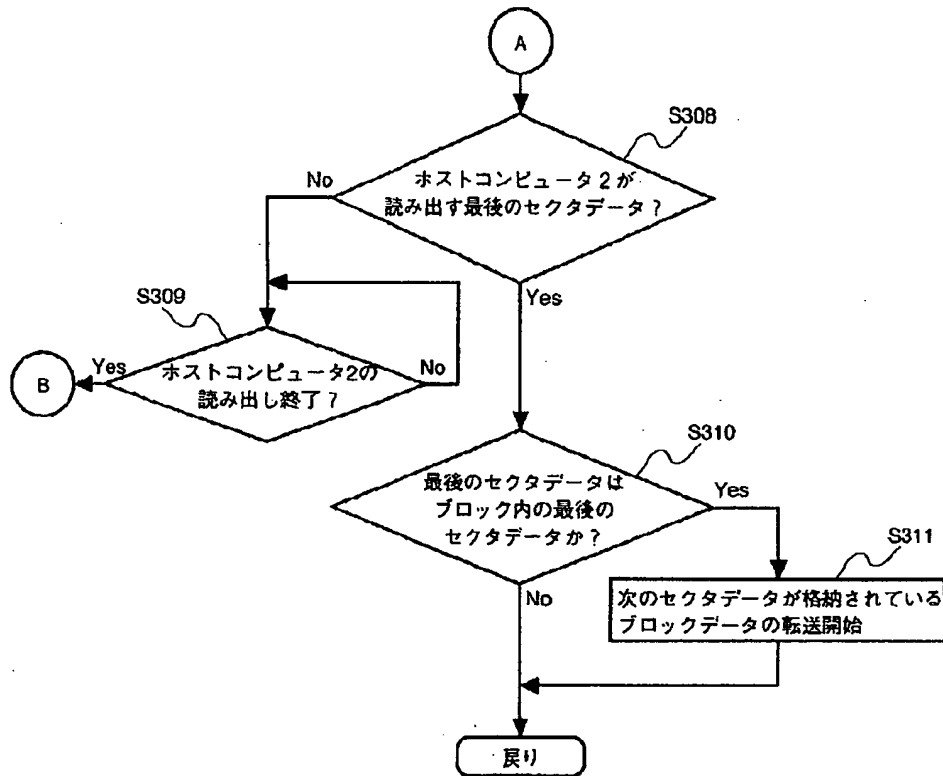 A
S308
No
ホストコンピュータ2が
読み出す最後のセクタデータ?
Yes
S309
B
Yes
ホストコンピュータ2の
読み出し終了?
No
S310
最後のセクタデータは
ブロック内の最後の
セクタデータか?
Yes
S311
No
次のセクタデータが格納されている
ブロックデータの転送開始
戻り